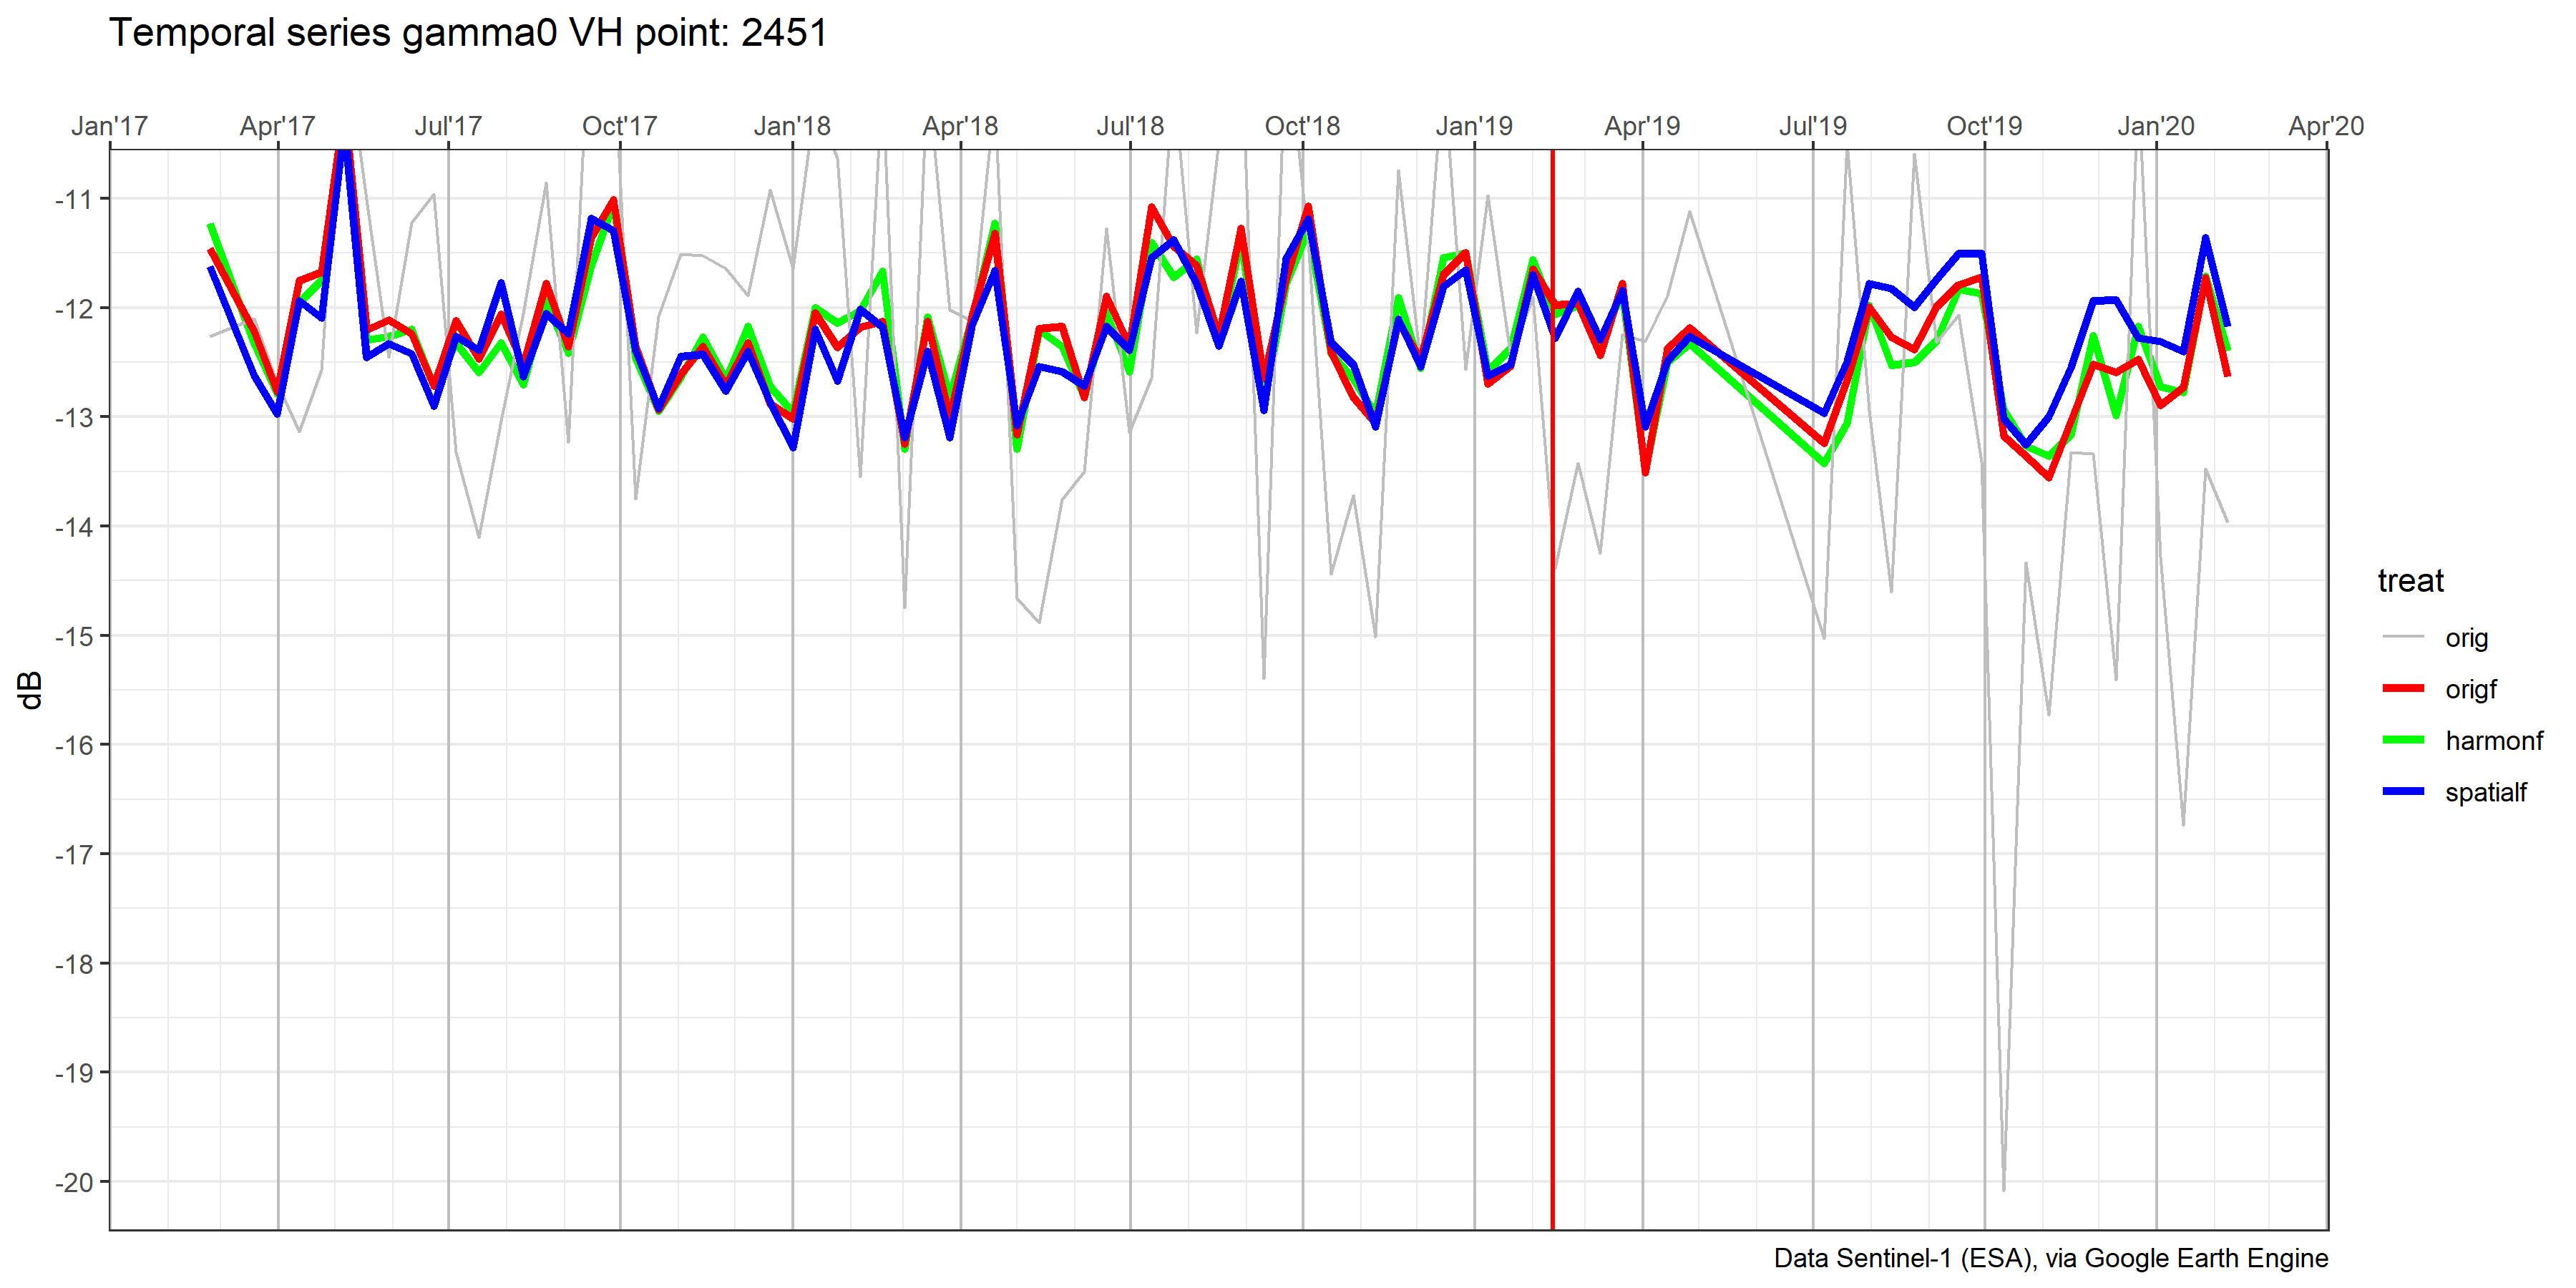 Temporal series gamma0 VH point: 2451
Jan'17 Apr'17 Jul'17 Oct'17 Jan'18 Apr'18 Jul'18 Oct'18 Jan'19 Apr'19 Jul'19 Oct'19 Jan'20 Apr'20
-11
-12
-13
-14
-15
-16
-17
-18
-19
-20
dB
treat
orig
origf
harmonf
spatialf
Data Sentinel-1 (ESA), via Google Earth Engine